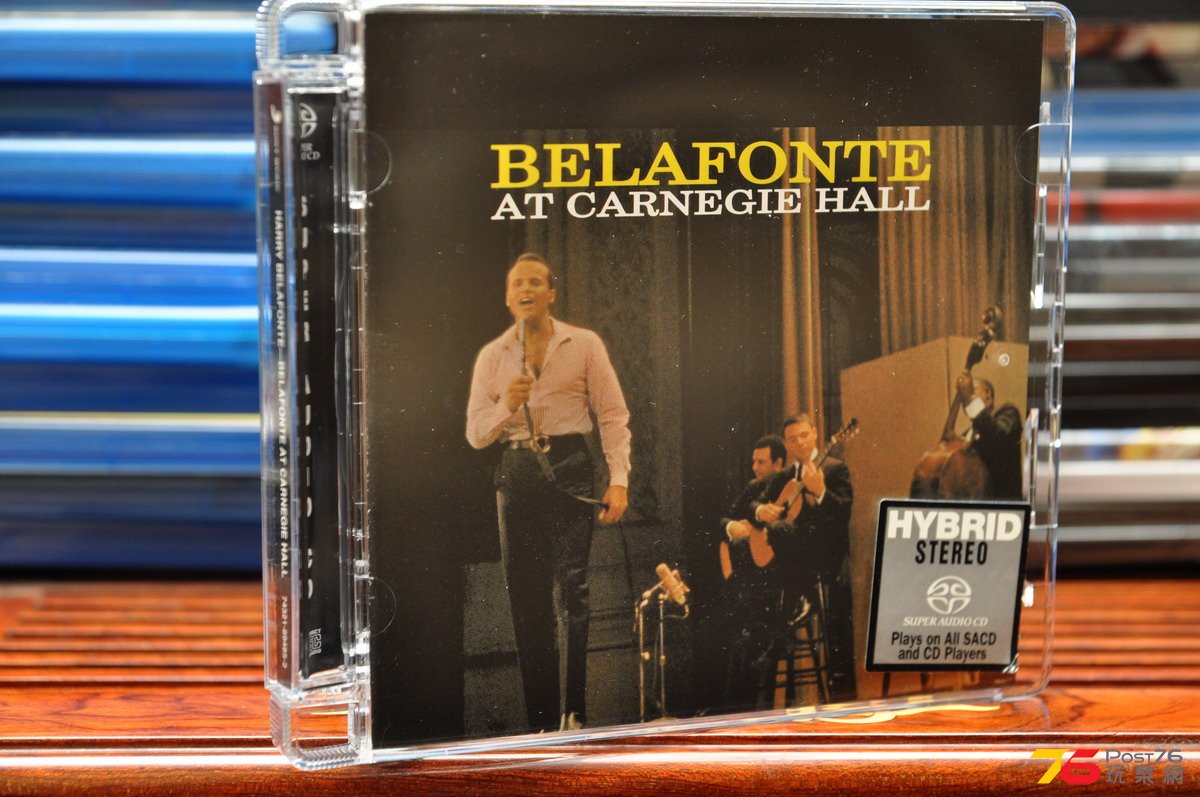 BELAFONTE
AT CARNEGIE HALL
HYBRID
STEREO
SUPER AUDIO CD
Plays on All SACD
and CD Players
HARRY BELAFONTE BELAFONTE AT CARNEGIE HALL
POST76
玩樂網